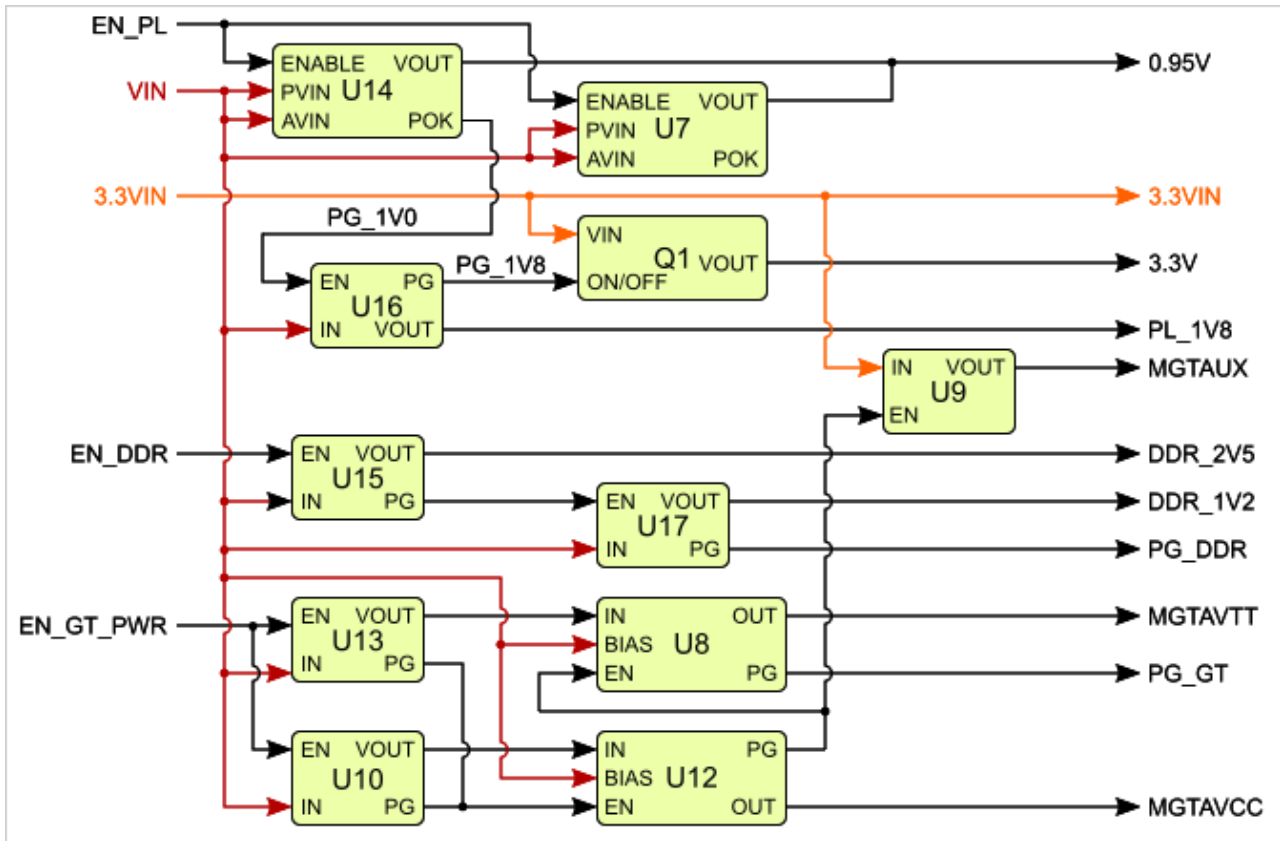 EN_PL
ENABLE VOUT
0.95V
VIN
PVIN
U14
ENABLE VOUT
AVIN
POK
PVIN
U7
AVIN
POK
3.3VIN
3.3VIN
PG_1V0
VIN
Q1
VOUT
3.3V
PG_1V8
EN PG
ON/OFF
U16
IN VOUT
PL_1V8
IN VOUT
MGTAUX
U9
EN
EN_DDR
EN VOUT
DDR_2V5
U15
IN PG
EN VOUT
DDR_1V2
U17
IN PG
PG_DDR
EN_GT_PWR
EN VOUT
IN OUT
MGTAVTT
U13
BIAS
U8
IN PG
EN PG
PG_GT
EN VOUT
IN PG
U10
BIAS
U12
IN PG
EN OUT
MGTAVCC